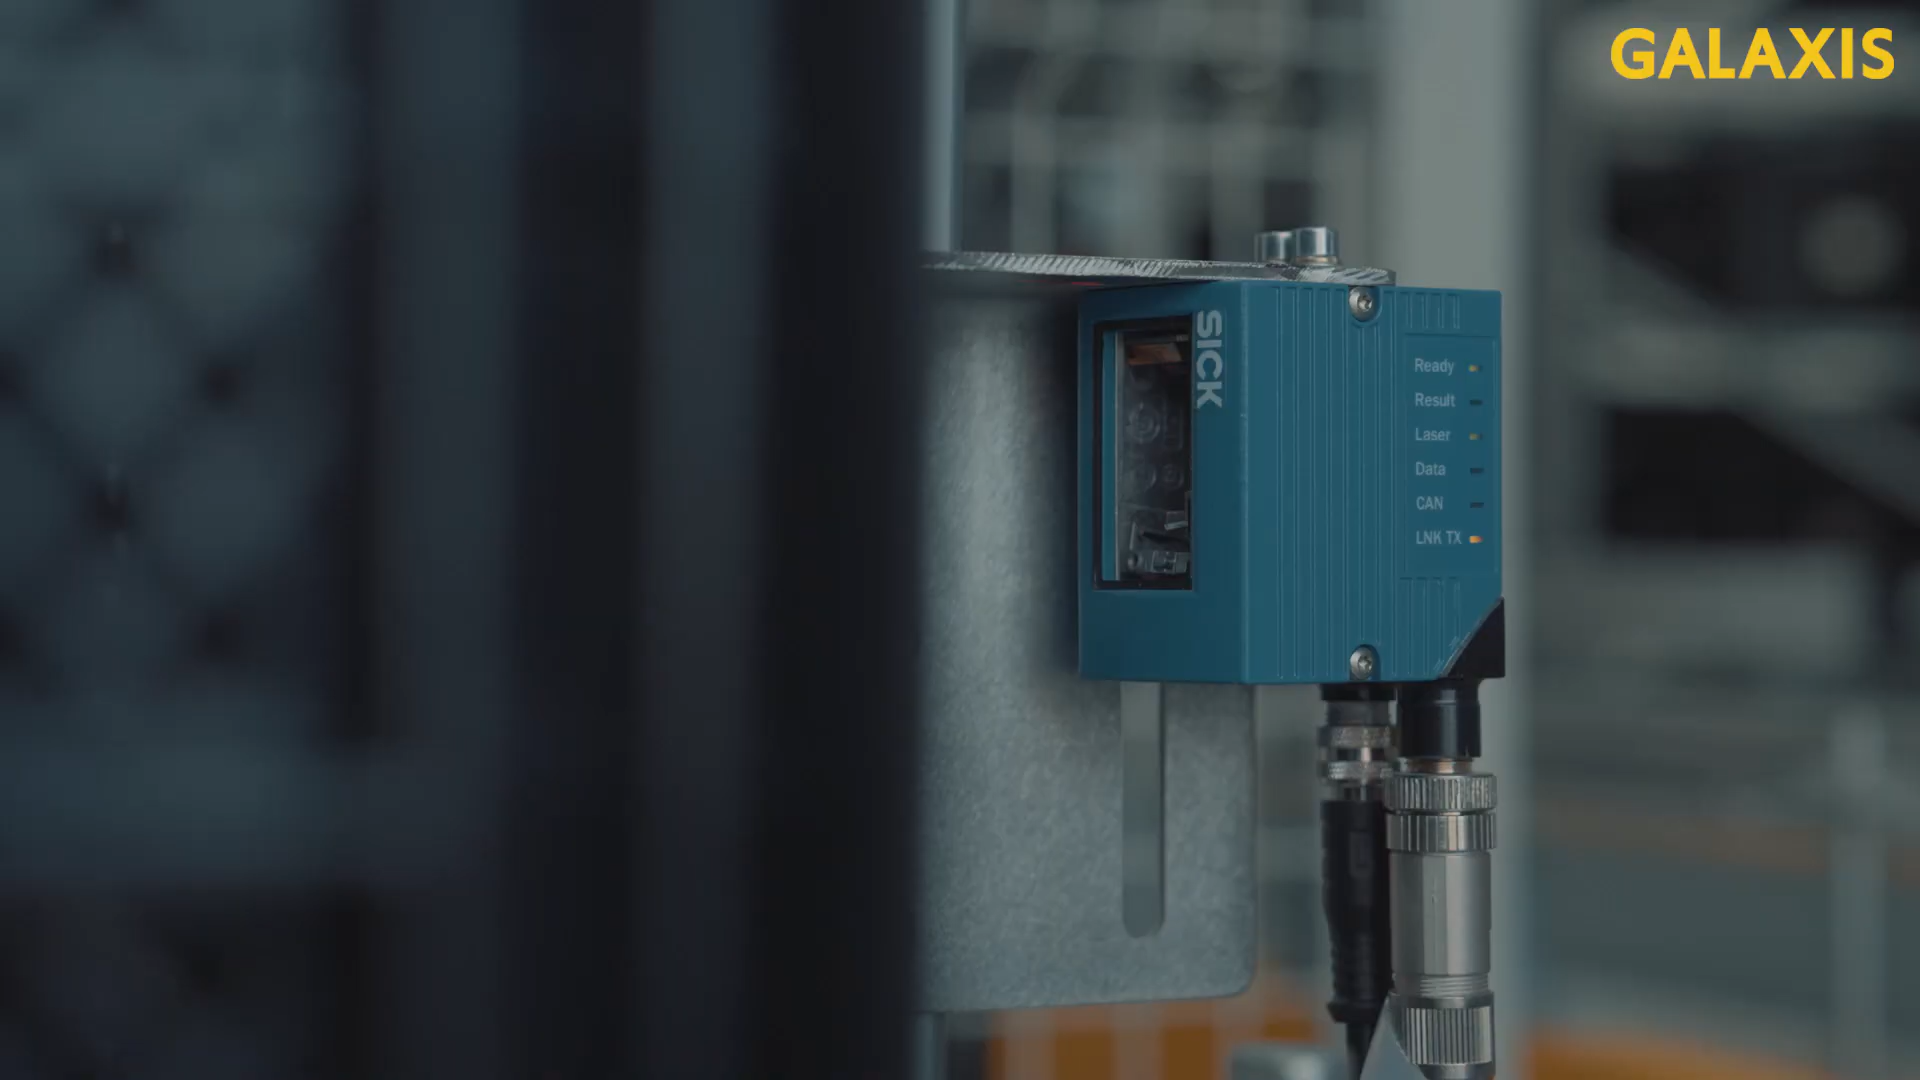 GALAXIS
SICK
Ready
Result
Laser
Data
CAN
LNK TX